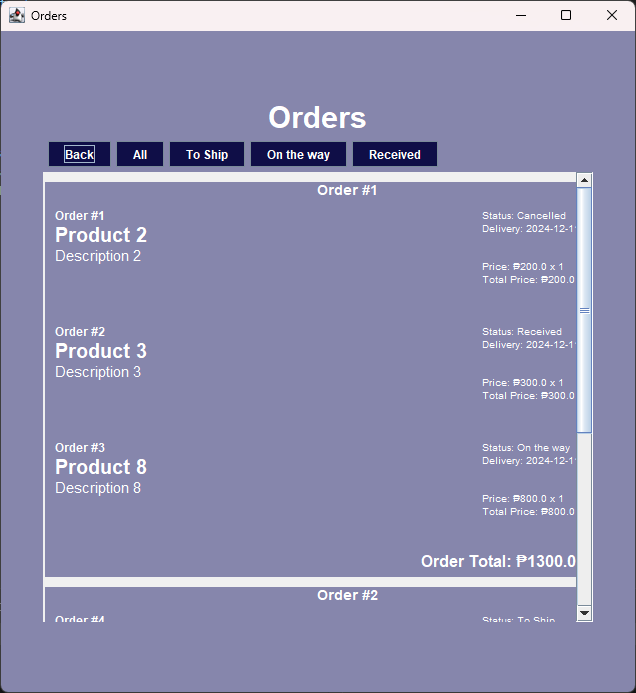 Orders
Orders
Back All To Ship On the way Received
Order #1
Order #1 Status: Cancelled
Product 2 Delivery: 2024-12-1
Description 2
Price: ₱200.0 x 1
Total Price: ₱200.0
Order #2 Status: Received
Product 3 Delivery: 2024-12-1
Description 3
Price: ₱300.0 x 1
Total Price: ₱300.0
Order #3 Status: On the way
Product 8 Delivery: 2024-12-1
Description 8
Price: ₱800.0 x 1
Total Price: ₱800.0
Order Total: ₱1300.0
Order #2
Order #4 Status: To Ship